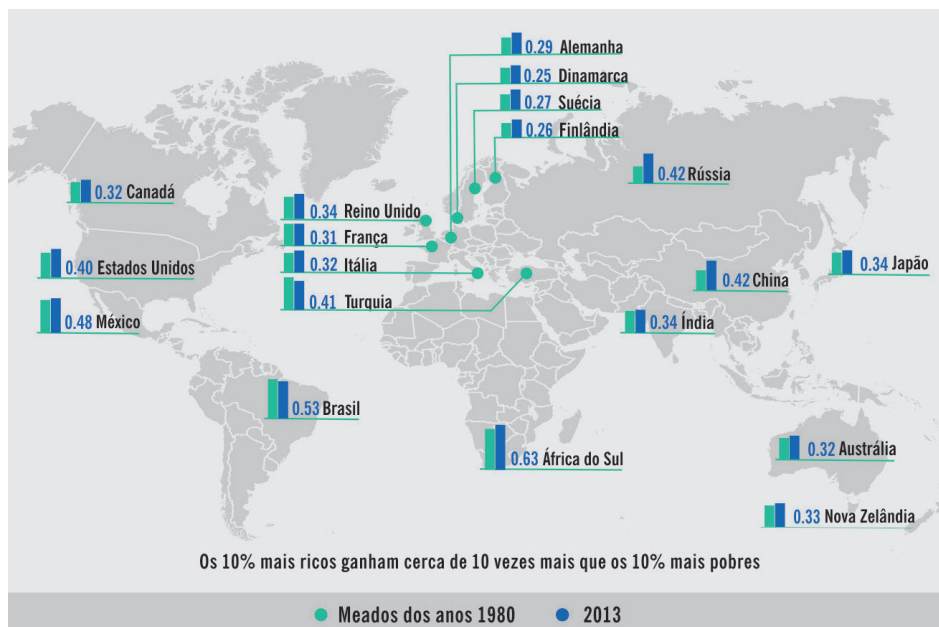 0.29 Alemanha
0.25 Dinamarca
0.27 Suécia
0.26 Finlândia
0.42 Rússia
0.32 Canadá
0.34 Reino Unido
0.31 França
0.32 Itália
0.41 Turquia
0.40 Estados Unidos
0.48 México
0.42 China
0.34 Japão
0.34 Índia
0.53 Brasil
0.63 África do Sul
0.32 Austrália
0.33 Nova Zelândia
Os 10% mais ricos ganham cerca de 10 vezes mais que os 10% mais pobres
Meados dos anos 1980 2013